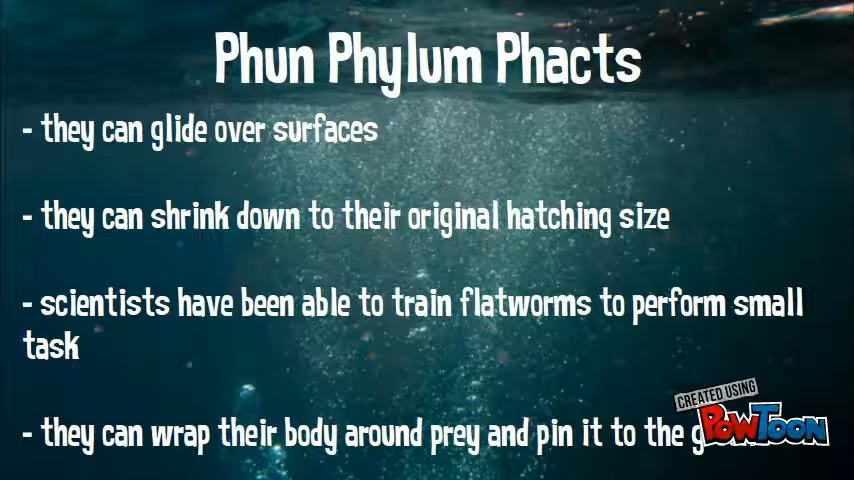 Phun Phylum Phacts
- they can glide over surfaces
- they can shrink down to their original hatching size
- scientists have been able to train flatworms to perform small
task
- they can wrap their body around prey and pin it to the
CREATED USING
POWTOON